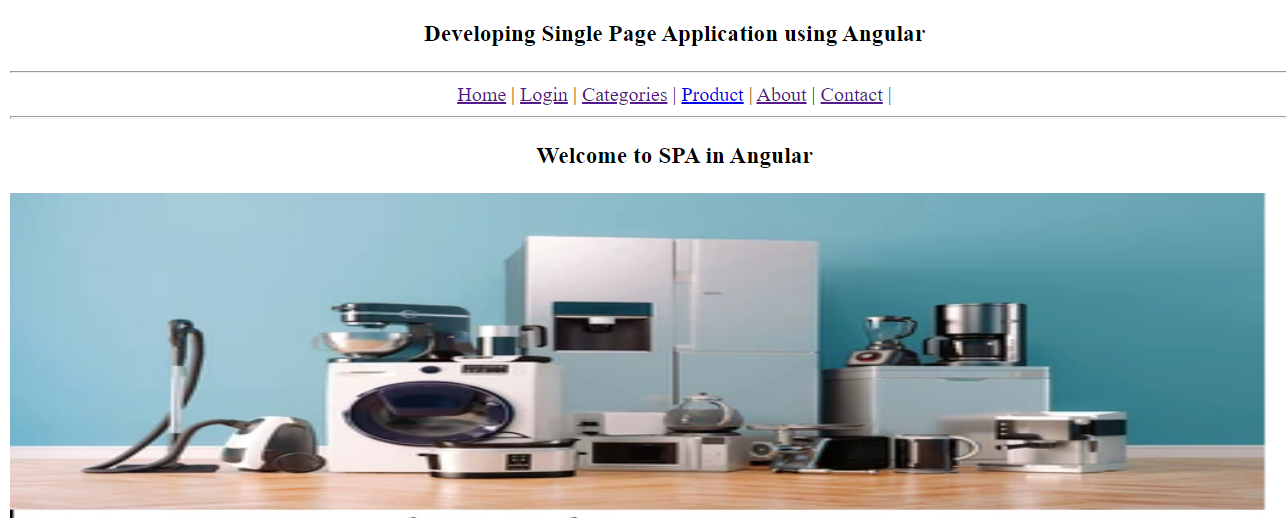 Developing Single Page Application using Angular
Home | Login | Categories | Product | About | Contact |
Welcome to SPA in Angular